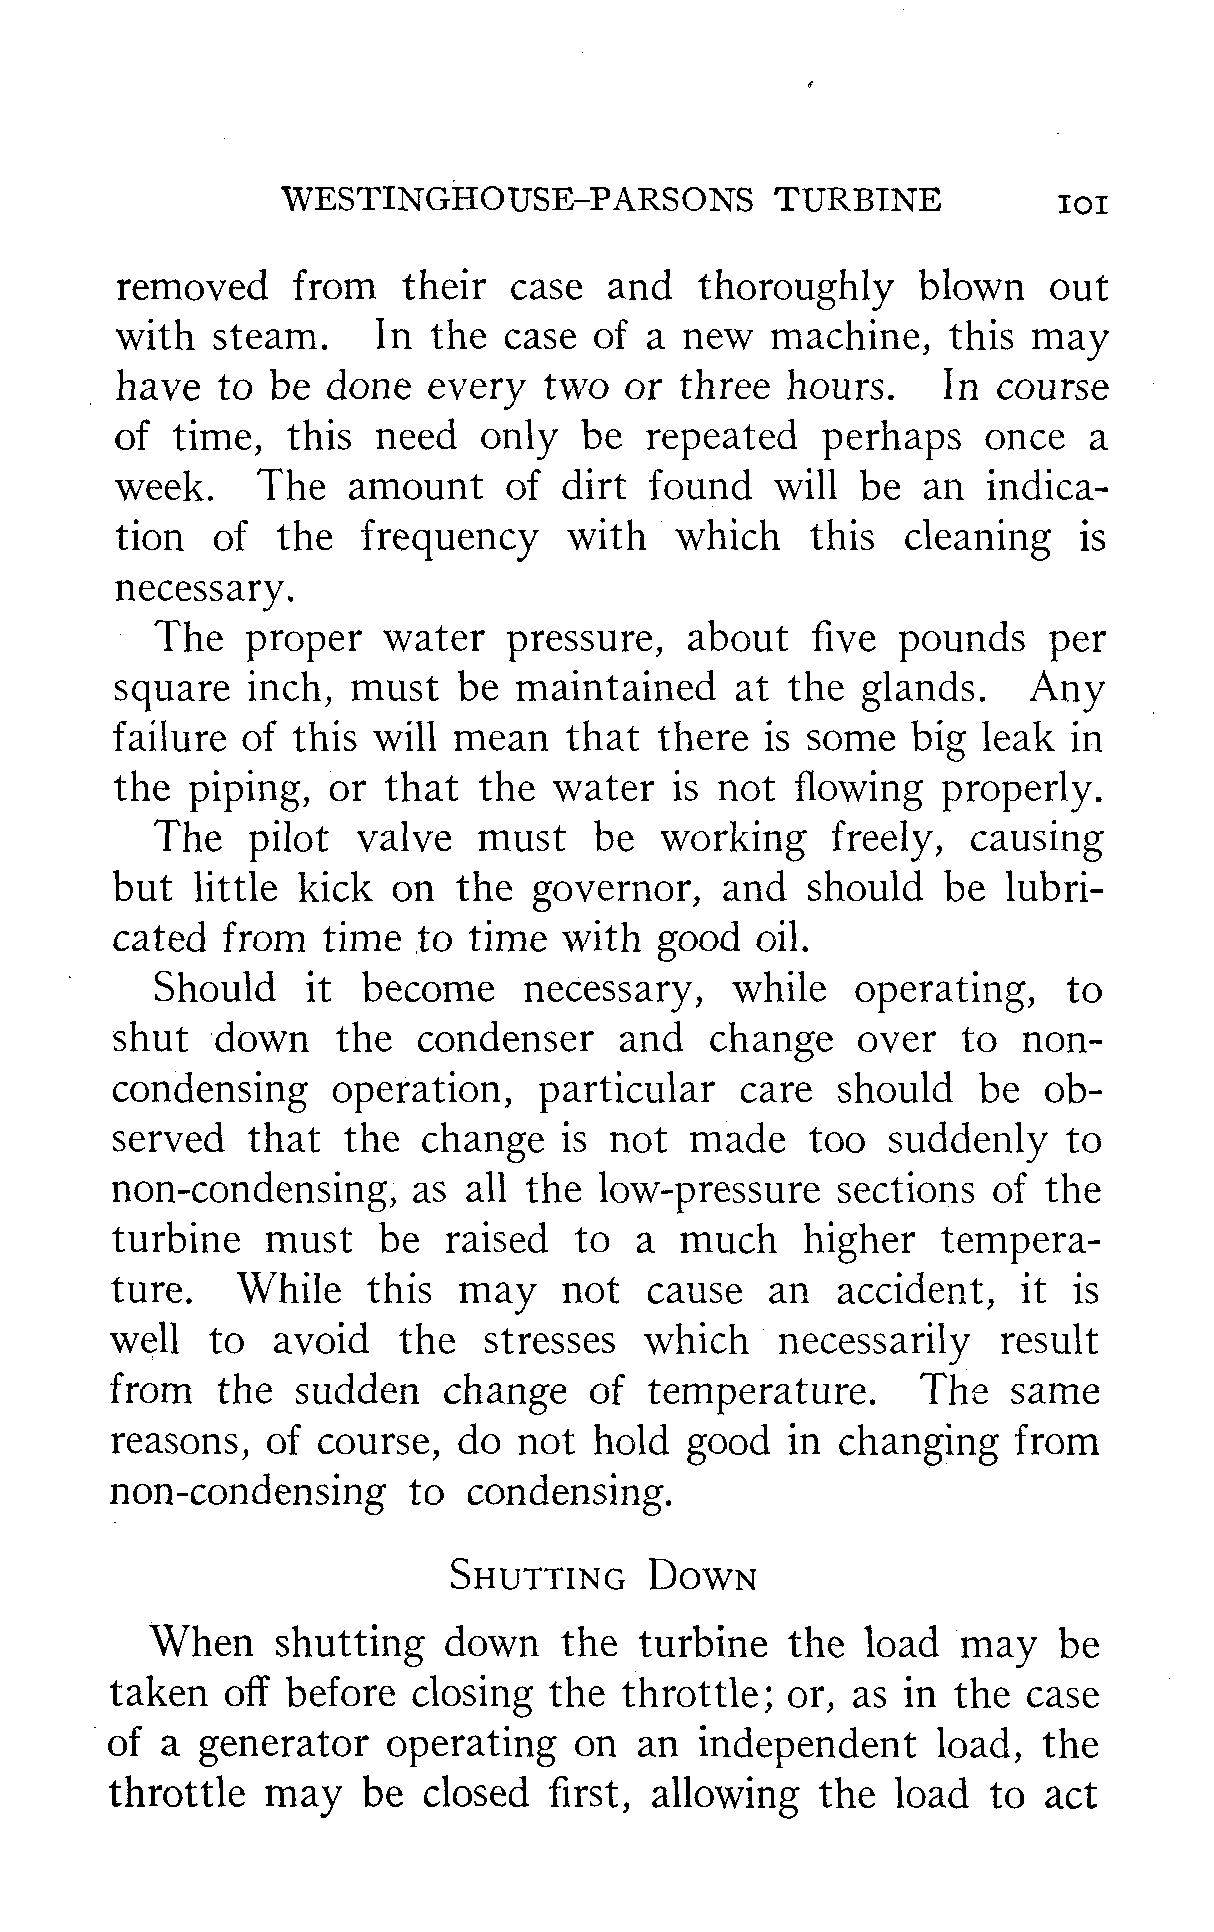 WESTINGHOUSE–PARSONS TURBINE 101
removed from their case and thoroughly blown out
with steam. In the case of a new machine, this may
have to be done every two or three hours. In course
of time, this need only be repeated perhaps once a
week. The amount of dirt found will be an indica-
tion of the frequency with which this cleaning is
necessary.
The proper water pressure, about five pounds per
square inch, must be maintained at the glands. Any
failure of this will mean that there is some big leak in
the piping, or that the water is not flowing properly.
The pilot valve must be working freely, causing
but little kick on the governor, and should be lubri-
cated from time to time with good oil.
Should it become necessary, while operating, to
shut down the condenser and change over to non-
condensing operation, particular care should be ob-
served that the change is not made too suddenly to
non-condensing, as all the low-pressure sections of the
turbine must be raised to a much higher tempera-
ture. While this may not cause an accident, it is
well to avoid the stresses which necessarily result
from the sudden change of temperature. The same
reasons, of course, do not hold good in changing from
non-condensing to condensing.
SHUTTING DOWN
When shutting down the turbine the load may be
taken off before closing the throttle; or, as in the case
of a generator operating on an independent load, the
throttle may be closed first, allowing the load to act